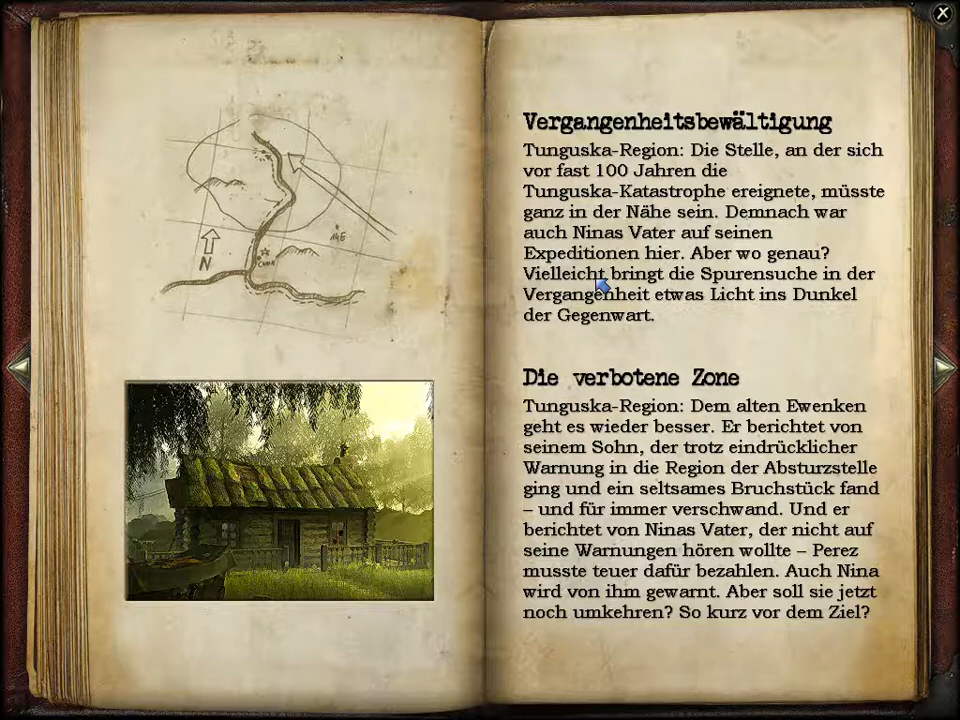 N
Vergangenheitsbewältigung
Tunguska-Region: Die Stelle, an der sich
vor fast 100 Jahren die
Tunguska-Katastrophe ereignete, müsste
ganz in der Nähe sein. Demnach war
auch Ninas Vater auf seinen
Expeditionen hier. Aber wo genau?
Vielleicht bringt die Spurensuche in der
Vergangenheit etwas Licht ins Dunkel
der Gegenwart.
Die verbotene Zone
Tunguska-Region: Dem alten Ewenken
geht es wieder besser. Er berichtet von
seinem Sohn, der trotz eindrücklicher
Warnung in die Region der Absturzstelle
ging und ein seltsames Bruchstück fand
– und für immer verschwand. Und er
berichtet von Ninas Vater, der nicht auf
seine Warnungen hören wollte – Perez
musste teuer dafür bezahlen. Auch Nina
wird von ihm gewarnt. Aber soll sie jetzt
noch umkehren? So kurz vor dem Ziel?